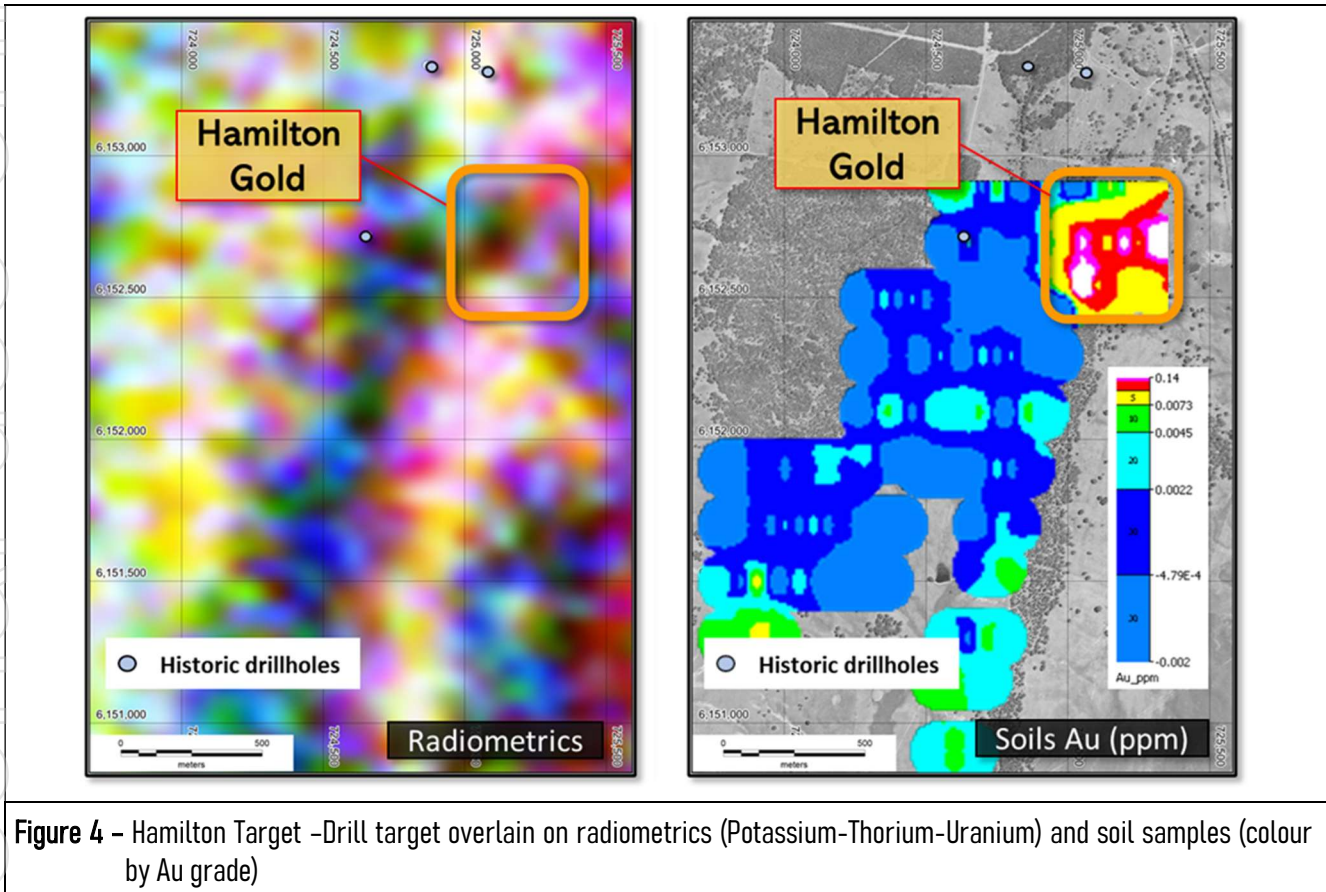 724,000
724,500
725,000
725,500
Hamilton
Gold
6,153,000
6,152,500
6,152,000
6,151,500
Historic drillholes
6,151,000
724,500
725,500
Radiometrics
0
500
meters
724,000
724,500
725,500
Hamilton
Gold
6,153,000
6,152,500
0.14
5
0.0073
10
0.0045
6,152,000
20
0.0022
-4.79E-4
6,151,500
30
-0.002
Au_ppm
Historic drillholes
6,151,000
725,500
Soils Au (ppm)
0
500
meters
Figure 4 – Hamilton Target –Drill target overlain on radiometrics (Potassium-Thorium-Uranium) and soil samples (colour
by Au grade)